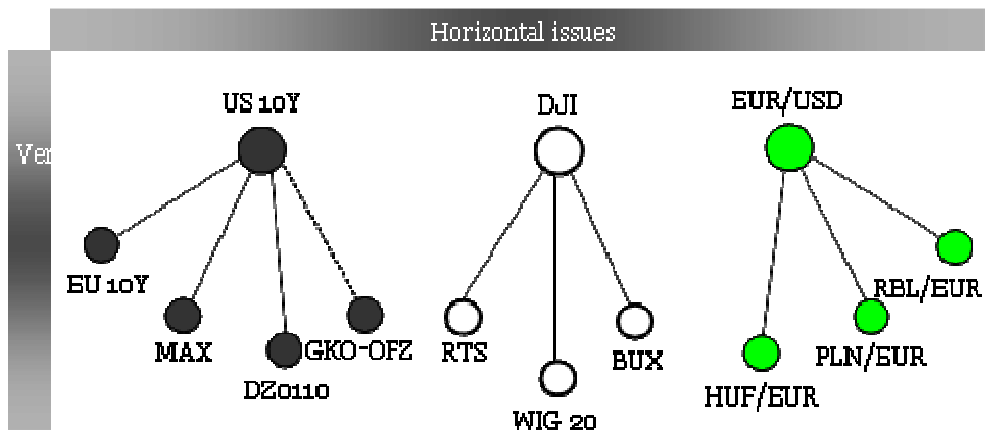 Horizontal issues
Ver
US 10Y
DJI
EUR/USD
EU 10Y
MAX
DZ0110
GKO-OFZ
RTS
WIG 20
BUX
HUF/EUR
PLN/EUR
RBL/EUR